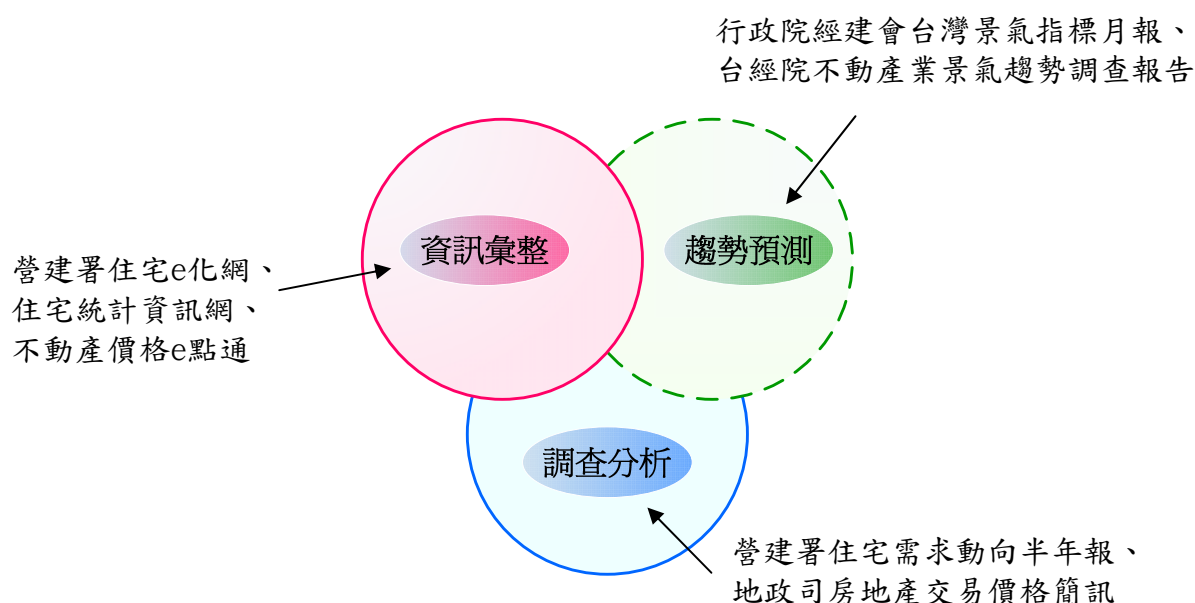 行政院經建會台灣景氣指標月報、
台經院不動產業景氣趨勢調查報告
資訊彙整
趨勢預測
營建署住宅e化網、
住宅統計資訊網、
不動產價格e點通
調查分析
營建署住宅需求動向半年報、
地政司房地產交易價格簡訊